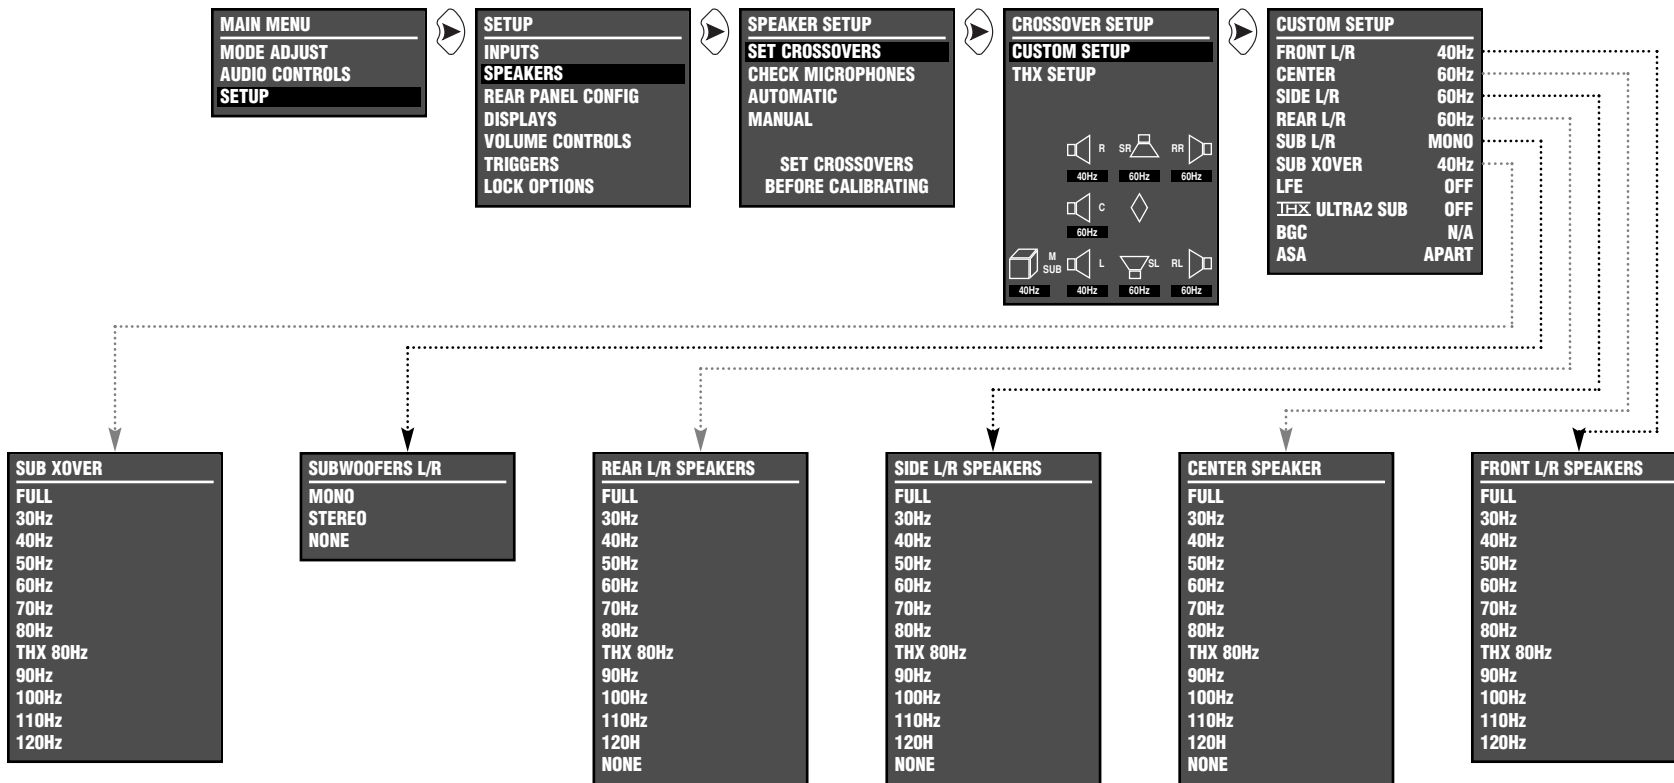 MAIN MENU
MODE ADJUST
AUDIO CONTROLS
SETUP
SETUP
INPUTS
SPEAKERS
REAR PANEL CONFIG
DISPLAYS
VOLUME CONTROLS
TRIGGERS
LOCK OPTIONS
SPEAKER SETUP
SET CROSSOVERS
CHECK MICROPHONES
AUTOMATIC
MANUAL
SET CROSSOVERS
BEFORE CALIBRATING
CROSSOVER SETUP
CUSTOM SETUP
THX SETUP
R SR RR
40Hz 60Hz 60Hz
C
60Hz
M
SUB L SL RL
40Hz 40Hz 60Hz 60Hz
CUSTOM SETUP
FRONT L/R 40Hz
CENTER 60Hz
SIDE L/R 60Hz
REAR L/R 60Hz
SUB L/R MONO
SUB XOVER 40Hz
LFE OFF
THX ULTRA2 SUB OFF
BGC N/A
ASA APART
SUB XOVER
FULL
30Hz
40Hz
50Hz
60Hz
70Hz
80Hz
THX 80Hz
90Hz
100Hz
110Hz
120Hz
SUBWOOFERS L/R
MONO
STEREO
NONE
REAR L/R SPEAKERS
FULL
30Hz
40Hz
50Hz
60Hz
70Hz
80Hz
THX 80Hz
90Hz
100Hz
110Hz
120H
NONE
SIDE L/R SPEAKERS
FULL
30Hz
40Hz
50Hz
60Hz
70Hz
80Hz
THX 80Hz
90Hz
100Hz
110Hz
120H
NONE
CENTER SPEAKER
FULL
30Hz
40Hz
50Hz
60Hz
70Hz
80Hz
THX 80Hz
90Hz
100Hz
110Hz
120H
NONE
FRONT L/R SPEAKERS
FULL
30Hz
40Hz
50Hz
60Hz
70Hz
80Hz
THX 80Hz
90Hz
100Hz
110Hz
120Hz